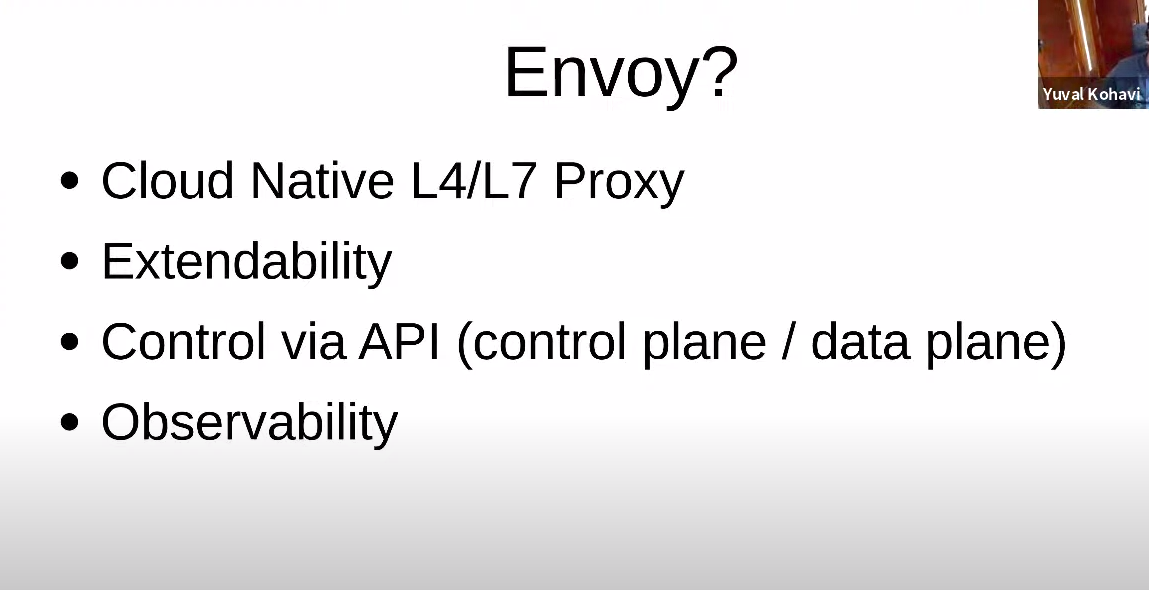 Envoy?
Yuval Kohavi
• Cloud Native L4/L7 Proxy
• Extendability
• Control via API (control plane / data plane)
• Observability